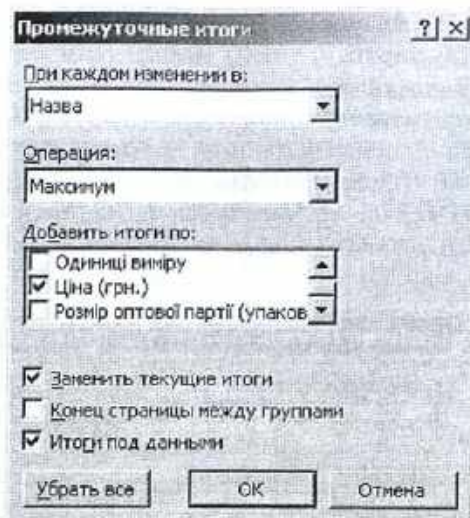 Промежуточные итоги ? ×
При каждом изменении в:
Назва
Операция:
Максимум
Добавить итоги по:
Одиниці виміру
Ціна (грн.)
Розмір оптової партії (упаков
Заменить текущие итоги
Конец страницы между группами
Итоги под данными
Убрать все OK Отмена